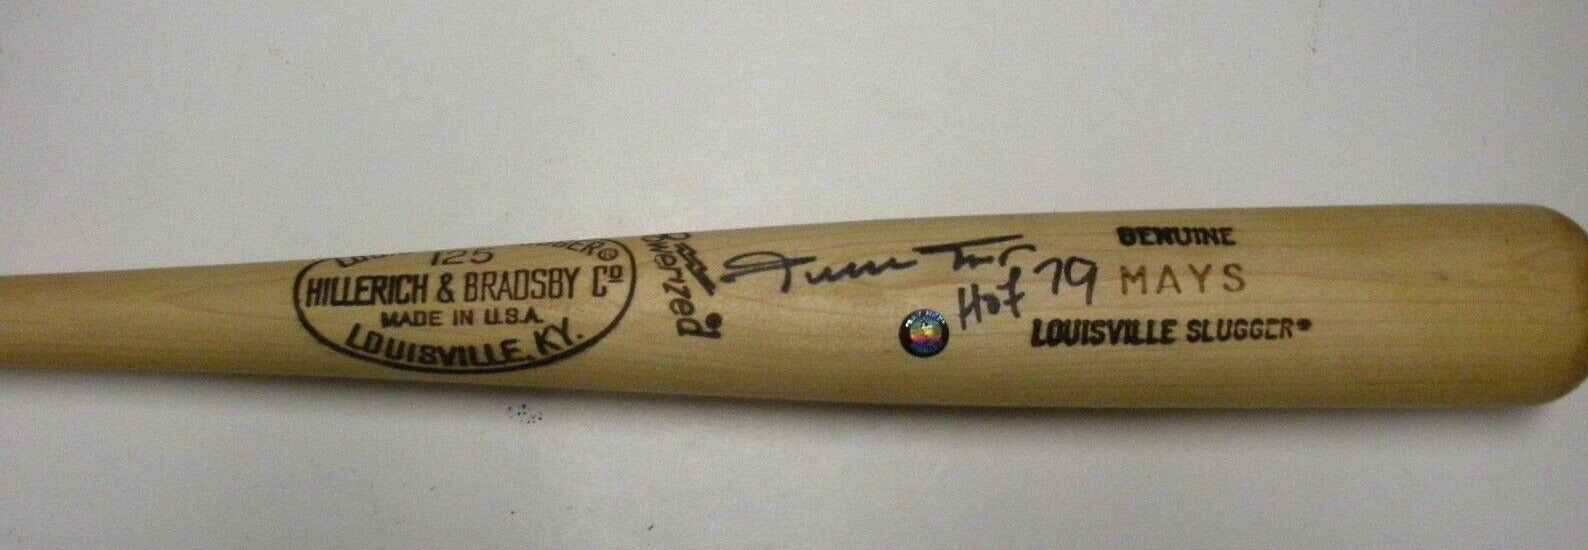 125
HILLERICH & BRADSBY Cº
MADE IN U.S.A.
LOUISVILLE, KY.
Powerized
HOF 79
GENUINE
MAYS
LOUISVILLE SLUGGER®